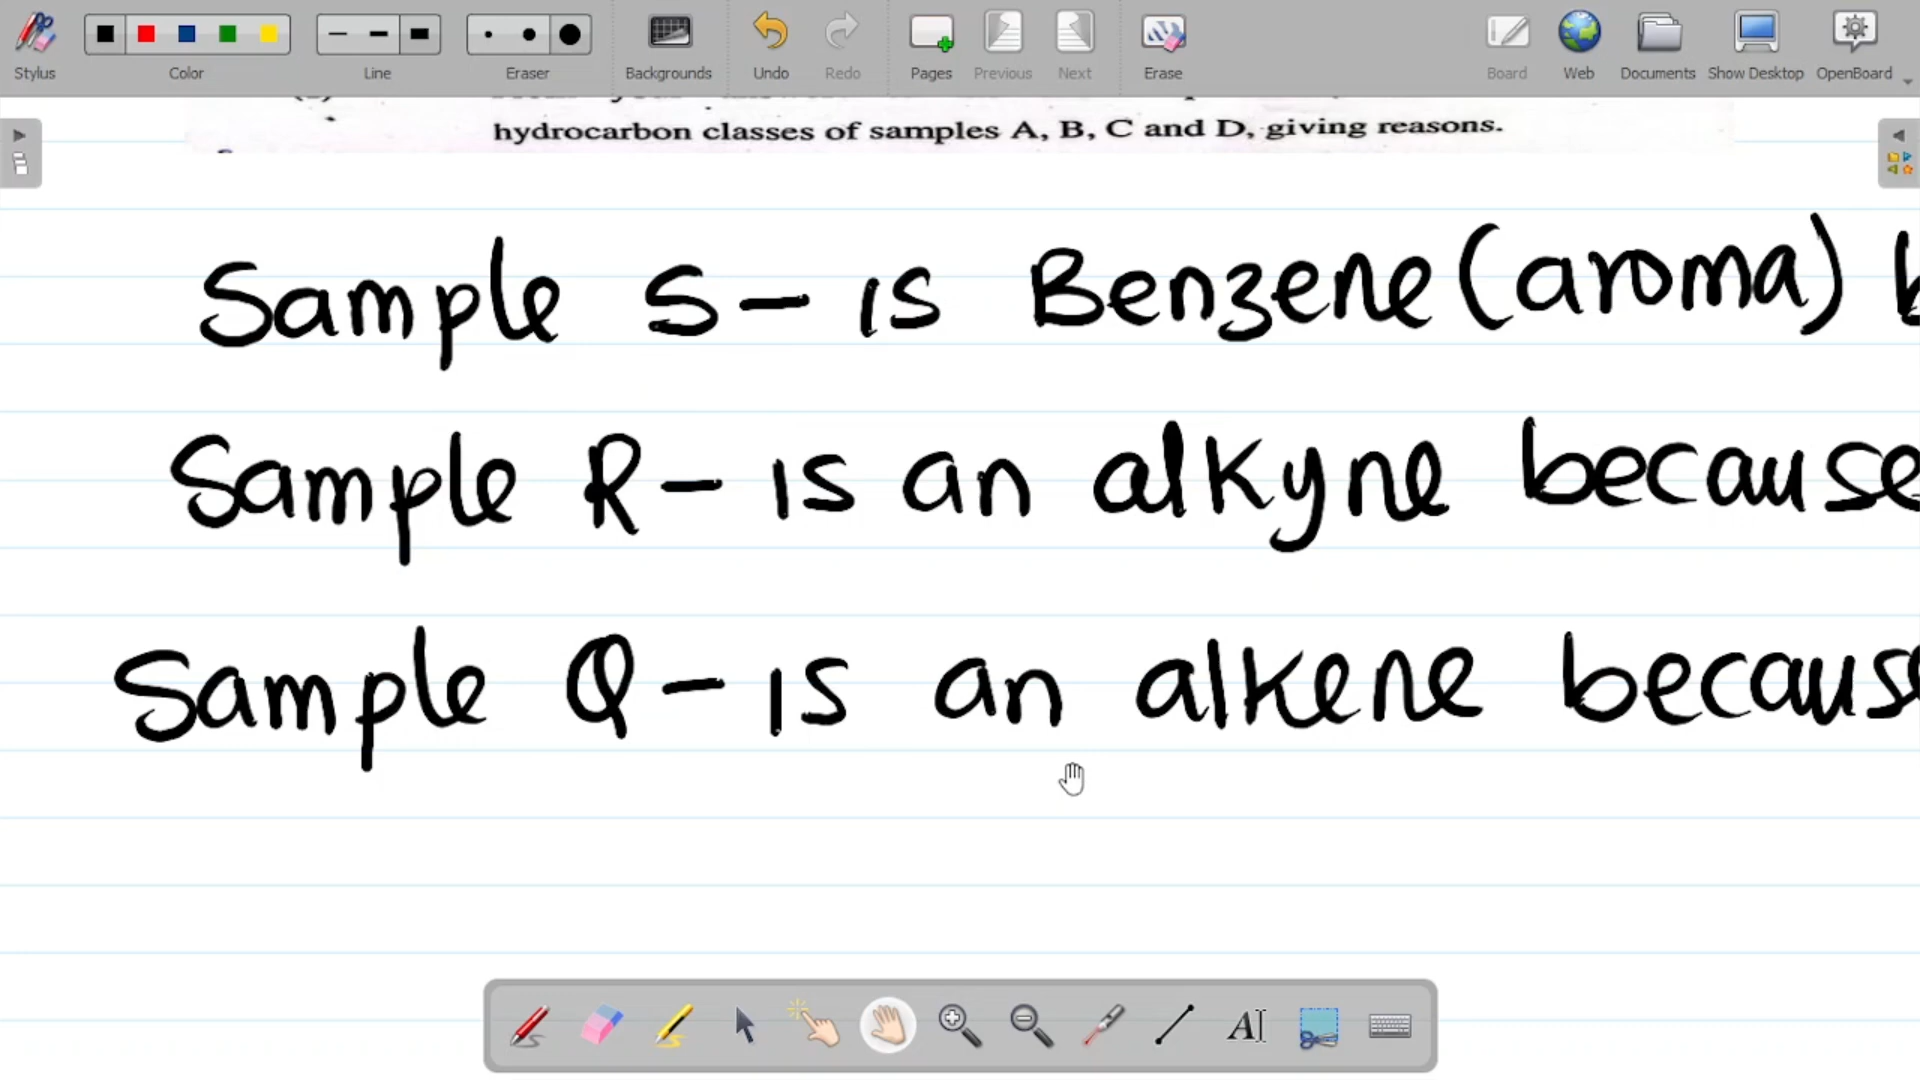 Stylus Color Line Eraser Backgrounds Undo Redo Pages Previous Next Erase Board Web Documents Show Desktop OpenBoard
hydrocarbon classes of samples A, B, C and D, giving reasons.
Sample S - is Benzene (aroma)
Sample R - is an alkyne because
Sample Q - is an alkene because